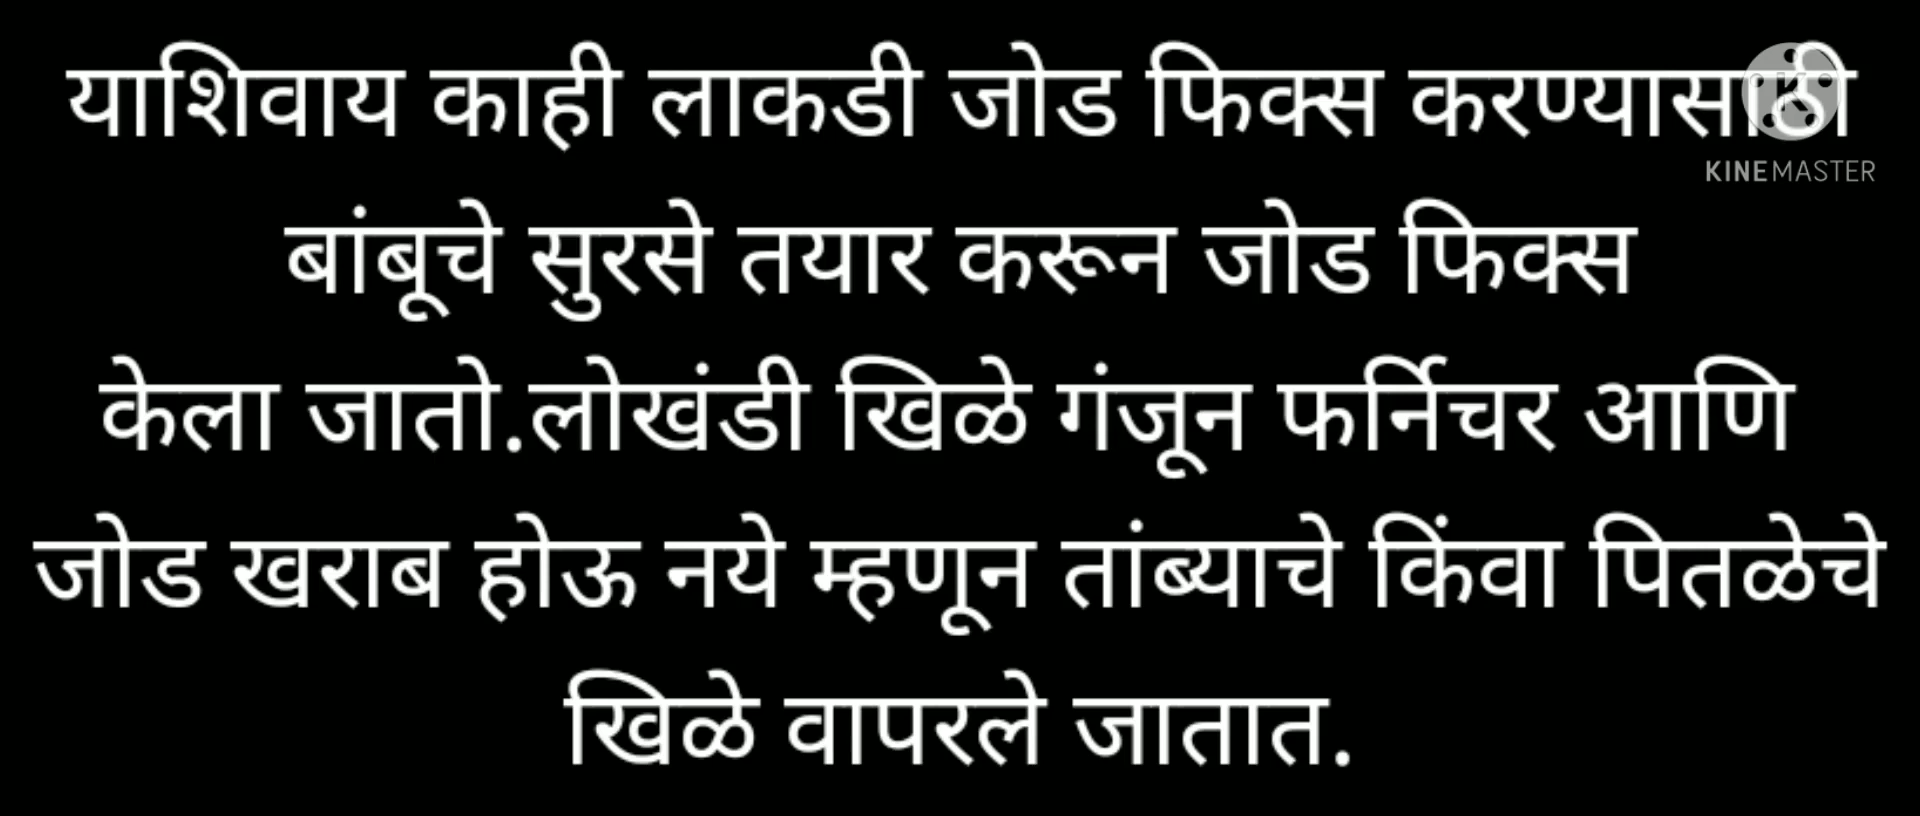 याशिवाय काही लाकडी जोड फिक्स करण्यासाठी
KINEMASTER
बांबूचे सुरसे तयार करून जोड फिक्स
केला जातो.लोखंडी खिळे गंजून फर्निचर आणि
जोड खराब होऊ नये म्हणून तांब्याचे किंवा पितळेचे
खिळे वापरले जातात.